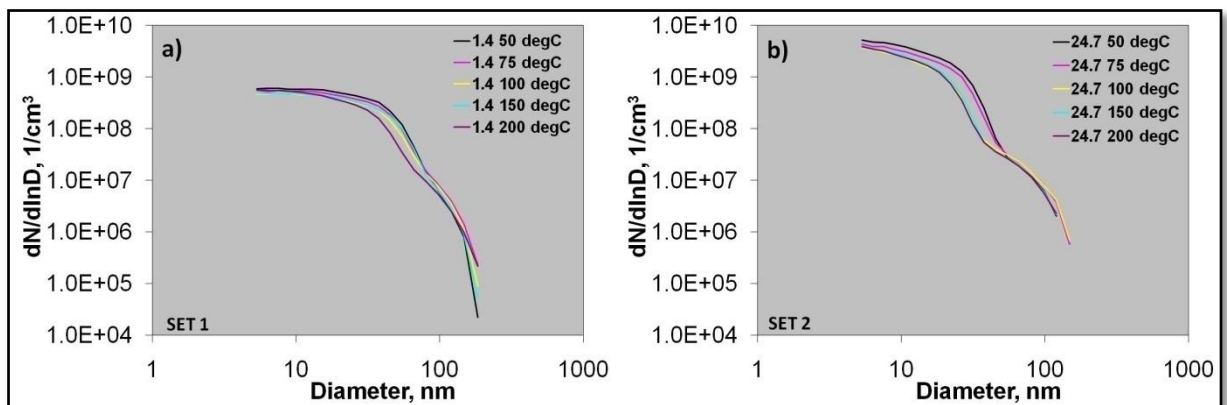 a)
dN/dlnD, 1/cm³
1.0E+10
1.0E+09
1.0E+08
1.0E+07
1.0E+06
1.0E+05
1.0E+04
1.4 50 degC
1.4 75 degC
1.4 100 degC
1.4 150 degC
1.4 200 degC
SET 1
1 10 100 1000
Diameter, nm
b)
dN/dlnD, 1/cm³
1.0E+10
1.0E+09
1.0E+08
1.0E+07
1.0E+06
1.0E+05
1.0E+04
24.7 50 degC
24.7 75 degC
24.7 100 degC
24.7 150 degC
24.7 200 degC
SET 2
1 10 100 1000
Diameter, nm